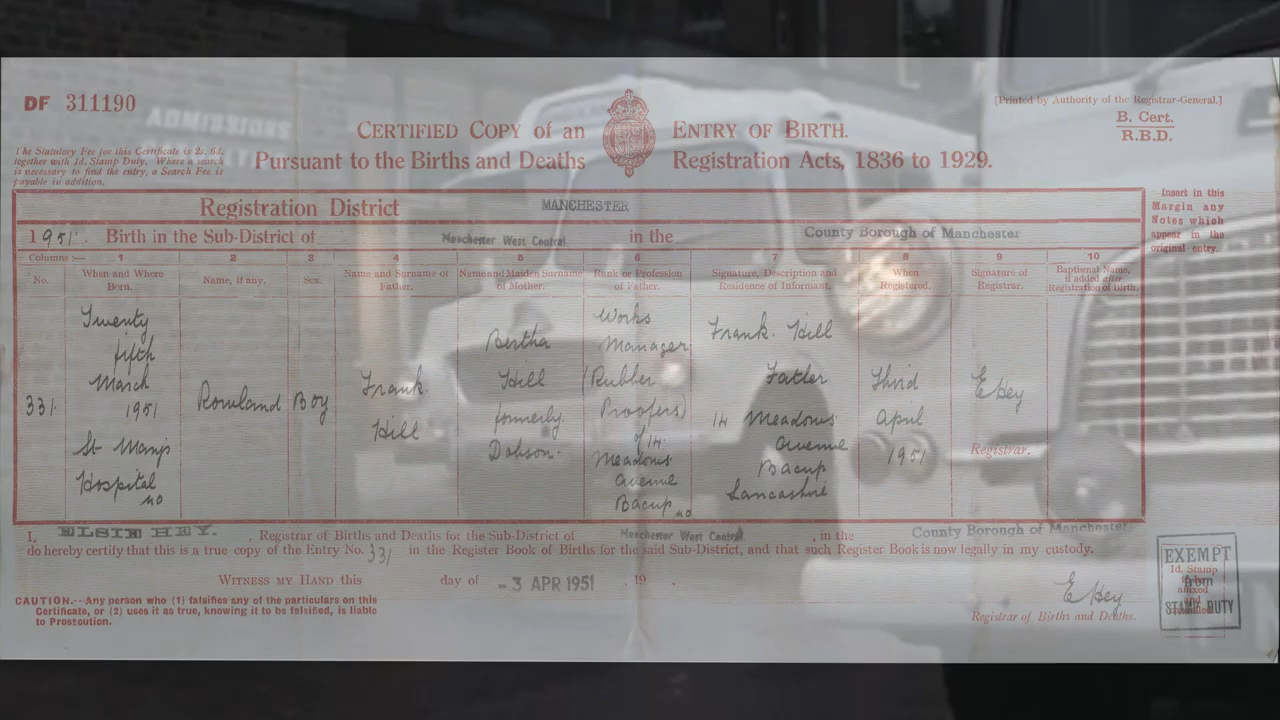 ADMISSIONS
DF 311190
[Printed by Authority of the Registrar-General.]
B. Cert.
R.B.D.
CERTIFIED COPY of an ENTRY OF BIRTH.
Pursuant to the Births and Deaths Registration Acts, 1836 to 1929.
The Statutory Fee for this Certificate is 2s. 6d.
together with 1d. Stamp Duty. Where a search
is necessary to find the entry, a Search Fee is
payable in addition.
Registration District MANCHESTER
1951. Birth in the Sub-District of Manchester West Central in the County Borough of Manchester
Insert in this
Margin any
Notes which
appear in the
original entry.
Columns :— 1 2 3 4 5 6 7 8 9 10
No.
When and Where
Born.
Name, if any.
Sex.
Name and Surname of
Father.
Name and Maiden Surname
of Mother.
Rank or Profession
of Father.
Signature, Description and
Residence of Informant.
When
Registered.
Signature of
Registrar.
Baptismal Name,
if added after
Registration of Birth.
331
Twenty
fifth
March
1951
St Mary's
Hospital
Rowland
Boy
Frank
Hill
Bertha
Hill
formerly
Dobson
Works
Manager
(Rubber
Proofers)
of 14
Meadows
Avenue
Bacup
Frank Hill
Father
14 Meadows
Avenue
Bacup
Lancashire
Third
April
1951
E Hey
Registrar.
I, ELSIE HEY. , Registrar of Births and Deaths for the Sub-District of Manchester West Central , in the County Borough of Manchester
do hereby certify that this is a true copy of the Entry No. 331 in the Register Book of Births for the said Sub-District, and that such Register Book is now legally in my custody.
WITNESS MY HAND this day of - 3 APR 1951 , 19 .
CAUTION.- Any person who (1) falsifies any of the particulars on this
Certificate, or (2) uses it as true, knowing it to be falsified, is liable
to Prosecution.
E Hey
Registrar of Births and Deaths.
EXEMPT
from
STAMP DUTY
1d. Stamp